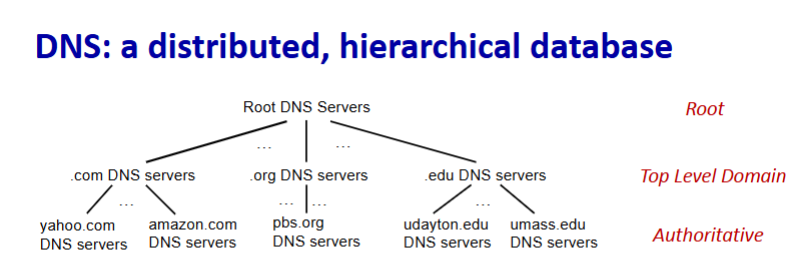 DNS: a distributed, hierarchical database
Root DNS Servers
Root
... ...
.com DNS servers
.org DNS servers
.edu DNS servers
Top Level Domain
... ... ... ...
yahoo.com
DNS servers
amazon.com
DNS servers
pbs.org
DNS servers
udayton.edu
DNS servers
umass.edu
DNS servers
Authoritative